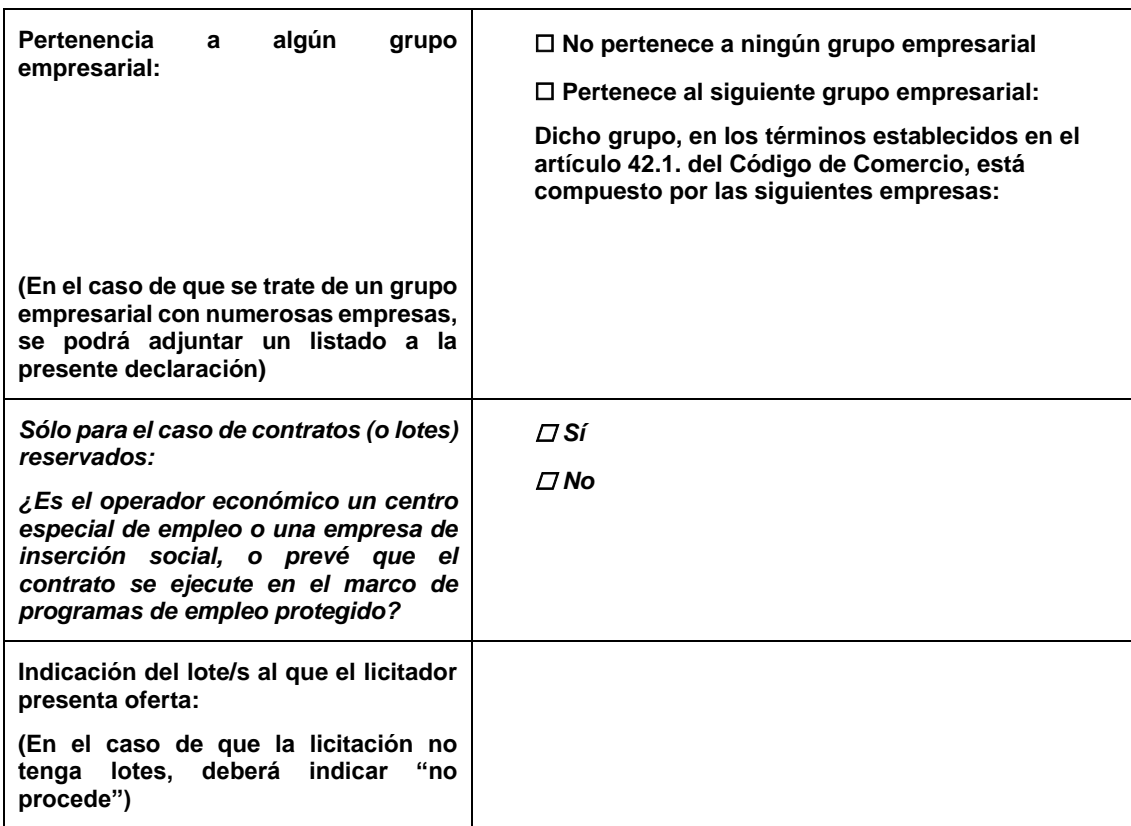 Pertenencia a algún grupo
empresarial:
(En el caso de que se trate de un grupo
empresarial con numerosas empresas,
se podrá adjuntar un listado a la
presente declaración)
☐ No pertenece a ningún grupo empresarial
☐ Pertenece al siguiente grupo empresarial:
Dicho grupo, en los términos establecidos en el
artículo 42.1. del Código de Comercio, está
compuesto por las siguientes empresas:
Sólo para el caso de contratos (o lotes)
reservados:
¿Es el operador económico un centro
especial de empleo o una empresa de
inserción social, o prevé que el
contrato se ejecute en el marco de
programas de empleo protegido?
☐ Sí
☐ No
Indicación del lote/s al que el licitador
presenta oferta:
(En el caso de que la licitación no
tenga lotes, deberá indicar “no
procede”)